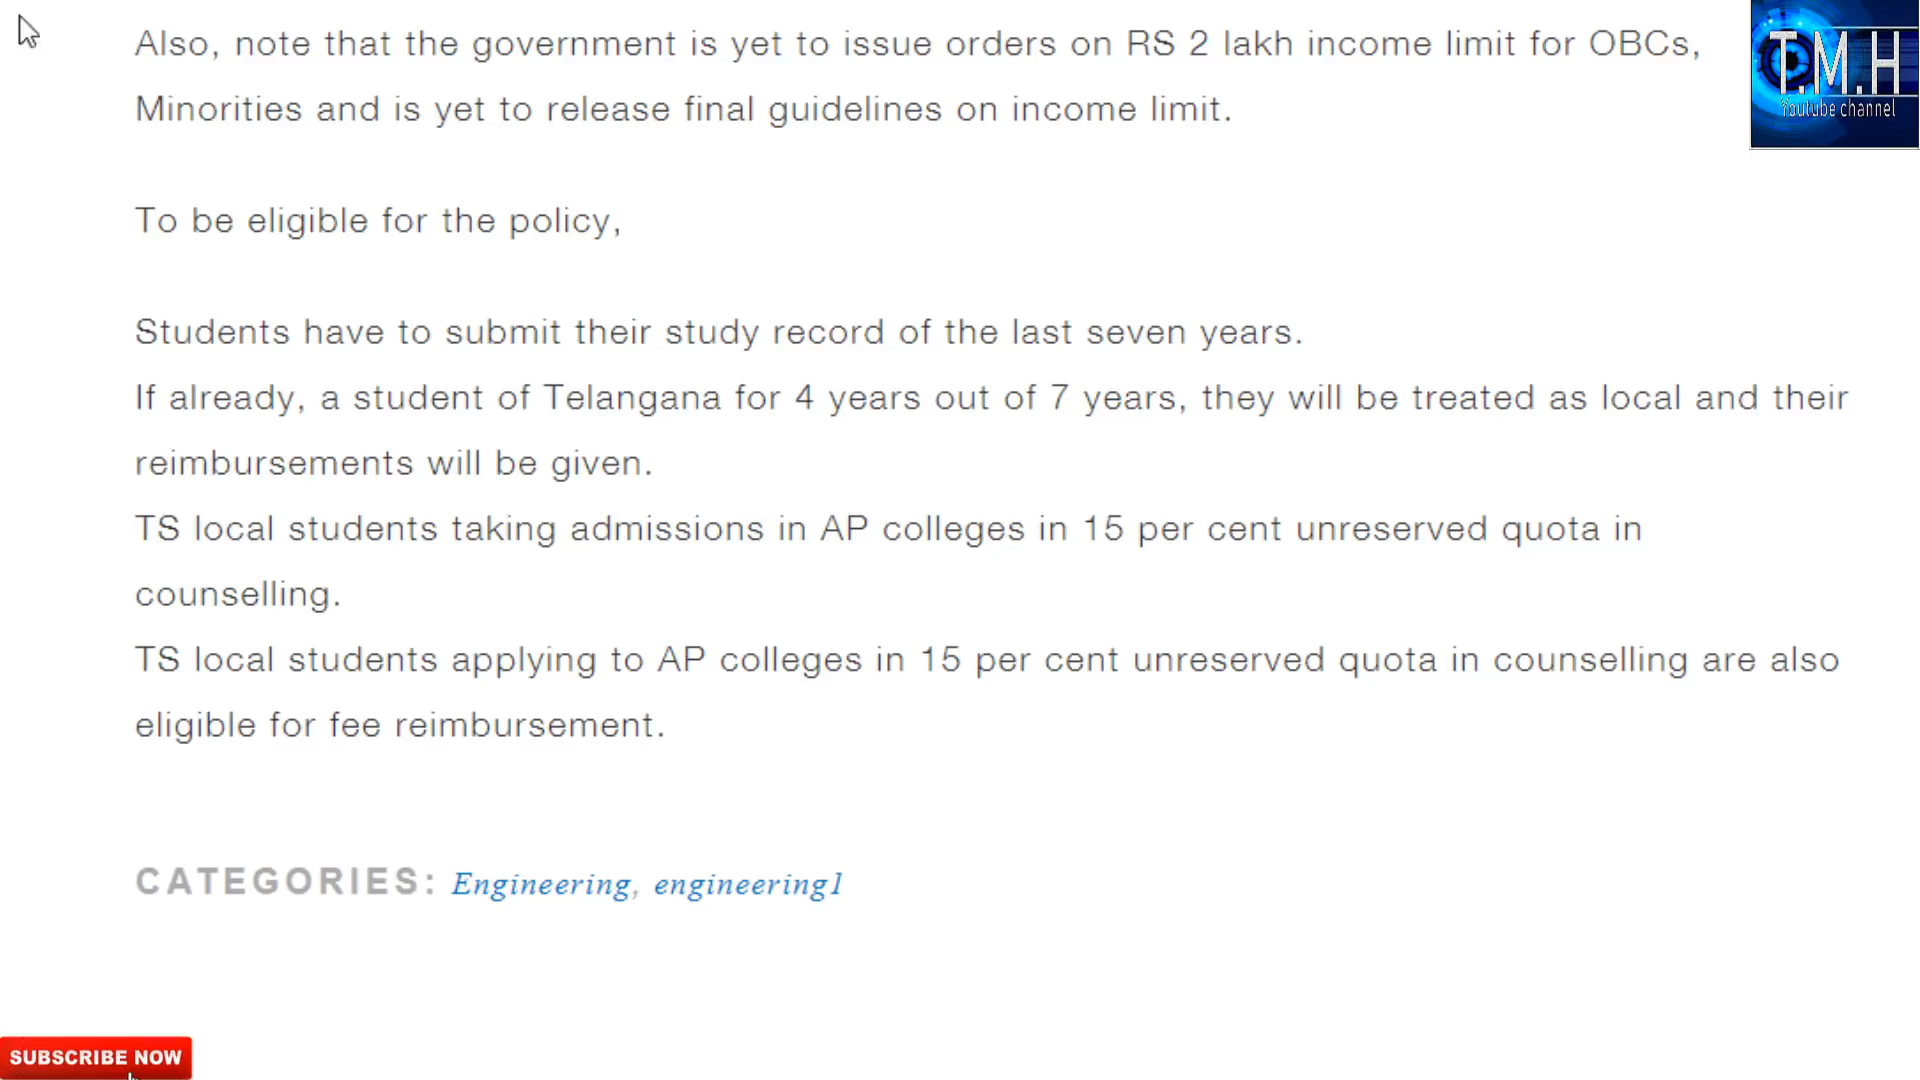 Also, note that the government is yet to issue orders on RS 2 lakh income limit for OBCs,
Minorities and is yet to release final guidelines on income limit.
To be eligible for the policy,
Students have to submit their study record of the last seven years.
If already, a student of Telangana for 4 years out of 7 years, they will be treated as local and their
reimbursements will be given.
TS local students taking admissions in AP colleges in 15 per cent unreserved quota in
counselling.
TS local students applying to AP colleges in 15 per cent unreserved quota in counselling are also
eligible for fee reimbursement.
CATEGORIES: Engineering, engineering1
T.M.H
Youtube channel
SUBSCRIBE NOW